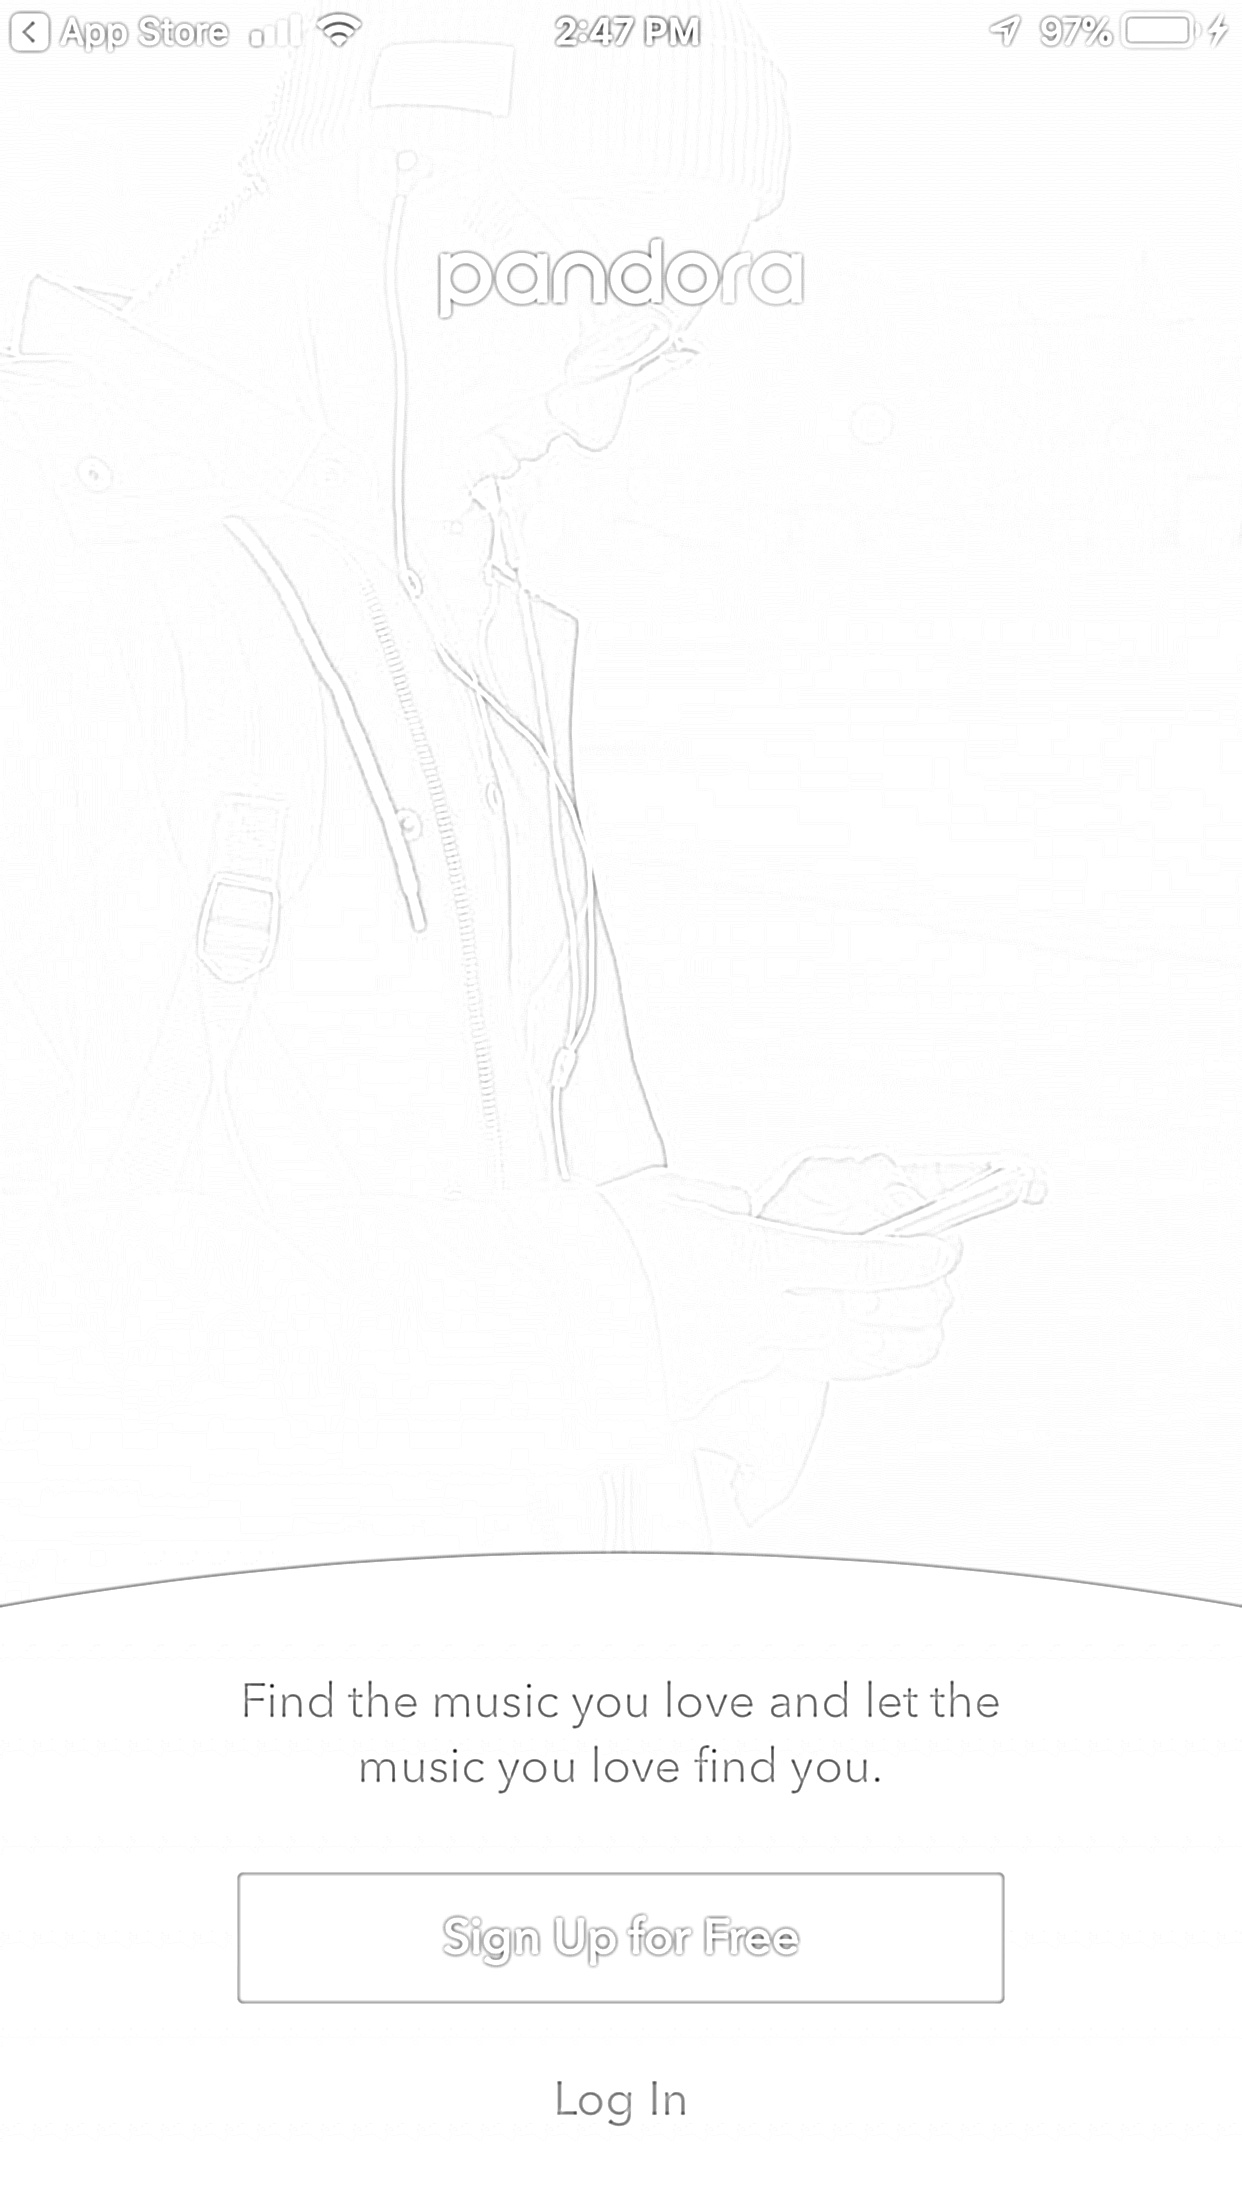 App Store 2:47 PM 97%
pandora
Find the music you love and let the
music you love find you.
Sign Up for Free
Log In